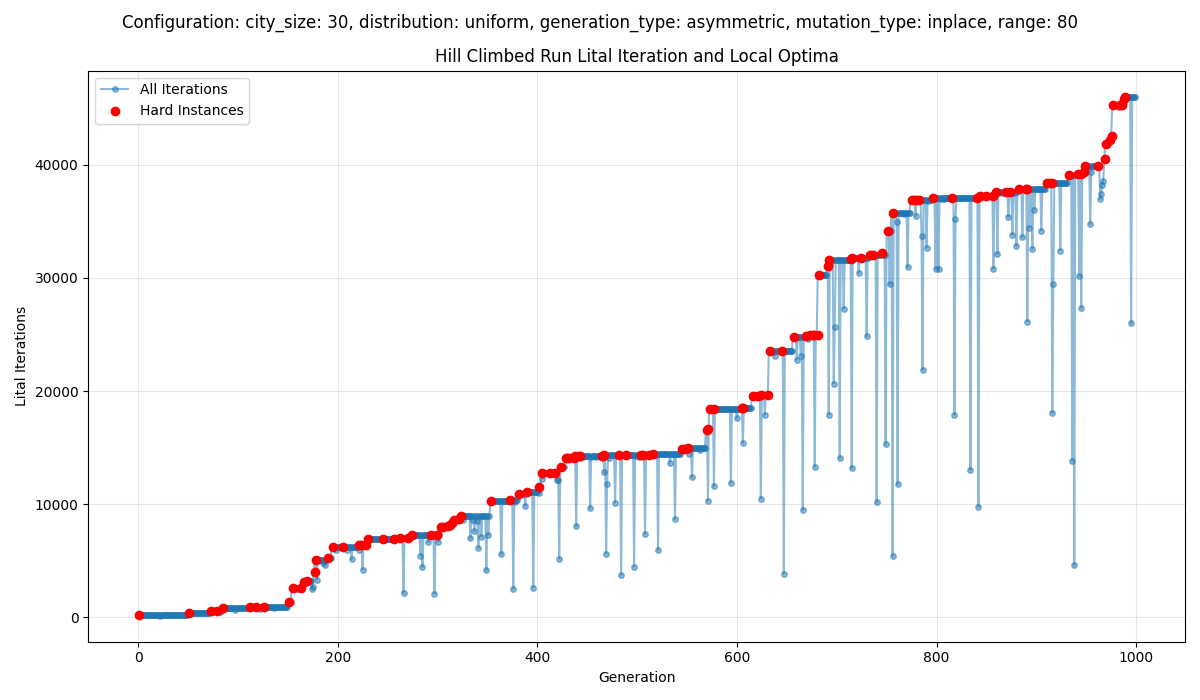 Configuration: city_size: 30, distribution: uniform, generation_type: asymmetric, mutation_type: inplace, range: 80
Hill Climbed Run Lital Iteration and Local Optima
All Iterations
Hard Instances
Lital Iterations
40000
30000
20000
10000
0
0 200 400 600 800 1000
Generation